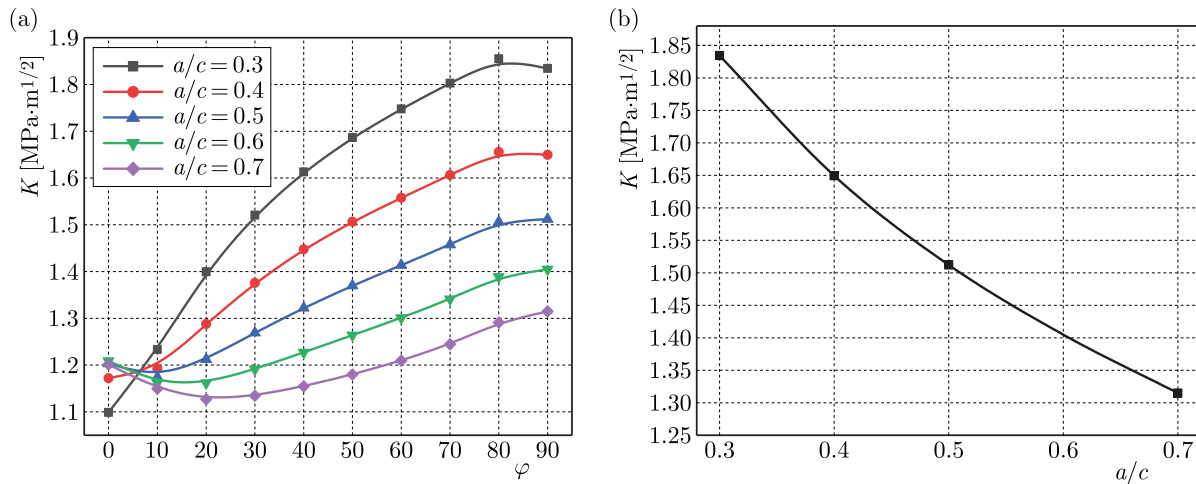 (a)
K [MPa·m^1/2]
1.9
1.8
1.7
1.6
1.5
1.4
1.3
1.2
1.1
a/c = 0.3
a/c = 0.4
a/c = 0.5
a/c = 0.6
a/c = 0.7
0 10 20 30 40 50 60 70 80 90
φ
(b)
K [MPa·m^1/2]
1.85
1.80
1.75
1.70
1.65
1.60
1.55
1.50
1.45
1.40
1.35
1.30
1.25
0.3 0.4 0.5 0.6 0.7
a/c